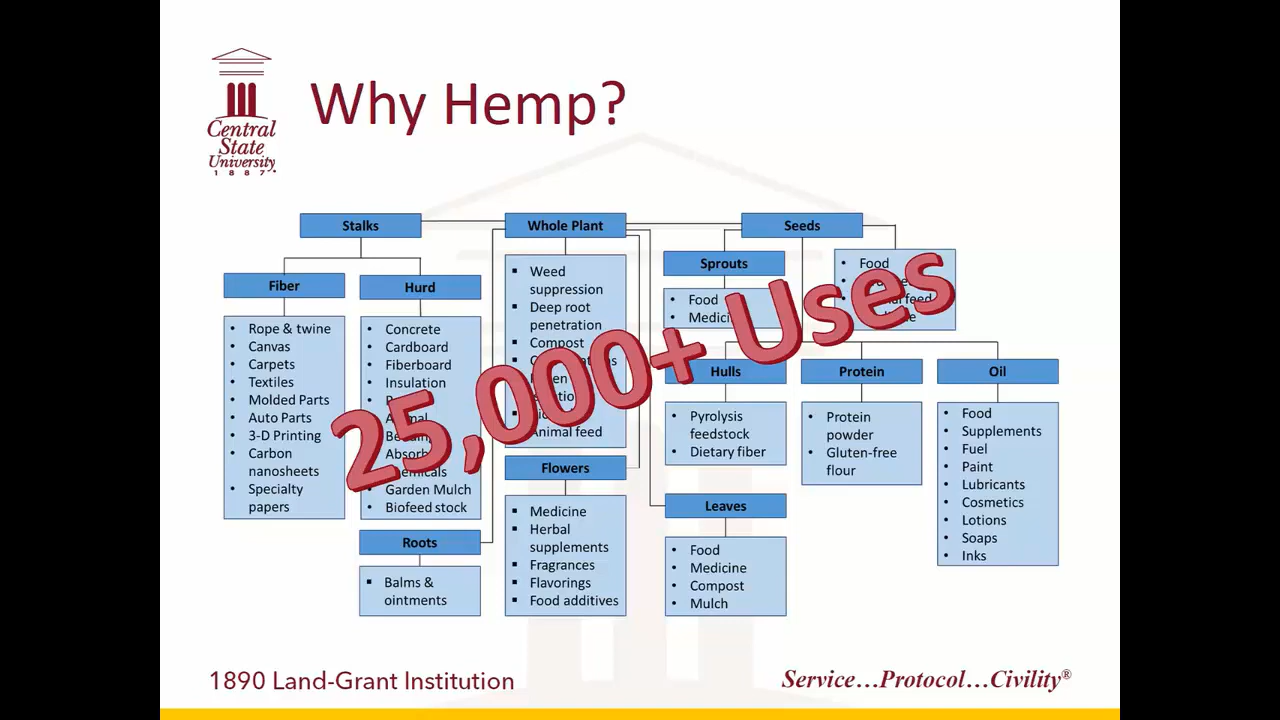 Central
State
University
1887
Why Hemp?
Stalks
Whole Plant
Seeds
Fiber
Hurd
Sprouts
Rope & twine
Canvas
Carpets
Textiles
Molded Parts
Auto Parts
3-D Printing
Carbon
nanosheets
Specialty
papers
Concrete
Cardboard
Fiberboard
Insulation
Garden Mulch
Biofeed stock
Weed
suppression
Deep root
penetration
Compost
Animal feed
Food
Food
25,000+ Uses
Hulls
Protein
Oil
Pyrolysis
feedstock
Dietary fiber
Protein
powder
Gluten-free
flour
Food
Supplements
Fuel
Paint
Lubricants
Cosmetics
Lotions
Soaps
Inks
Roots
Balms &
ointments
Flowers
Medicine
Herbal
supplements
Fragrances
Flavorings
Food additives
Leaves
Food
Medicine
Compost
Mulch
1890 Land-Grant Institution
Service…Protocol…Civility®